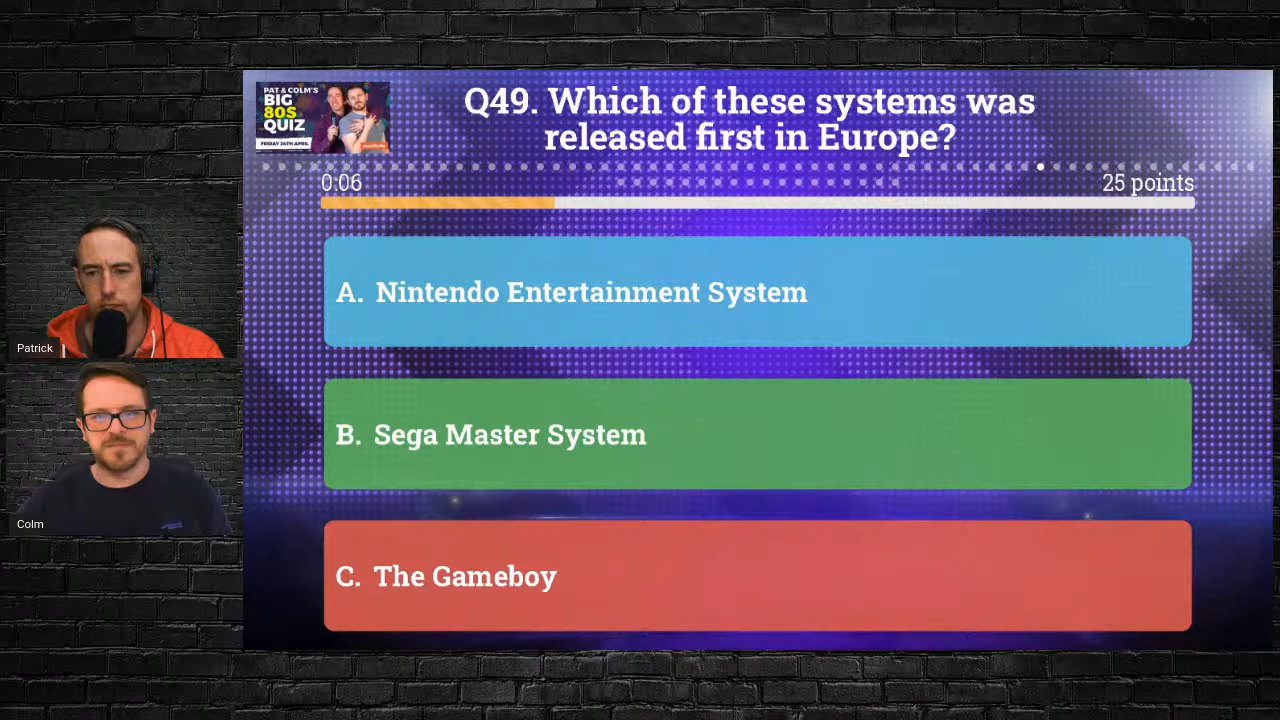 PAT & COLM'S
BIG
80S
QUIZ
FRIDAY 24TH APRIL
Q49. Which of these systems was
released first in Europe?
0:06
25 points
A. Nintendo Entertainment System
B. Sega Master System
C. The Gameboy
Patrick
Colm